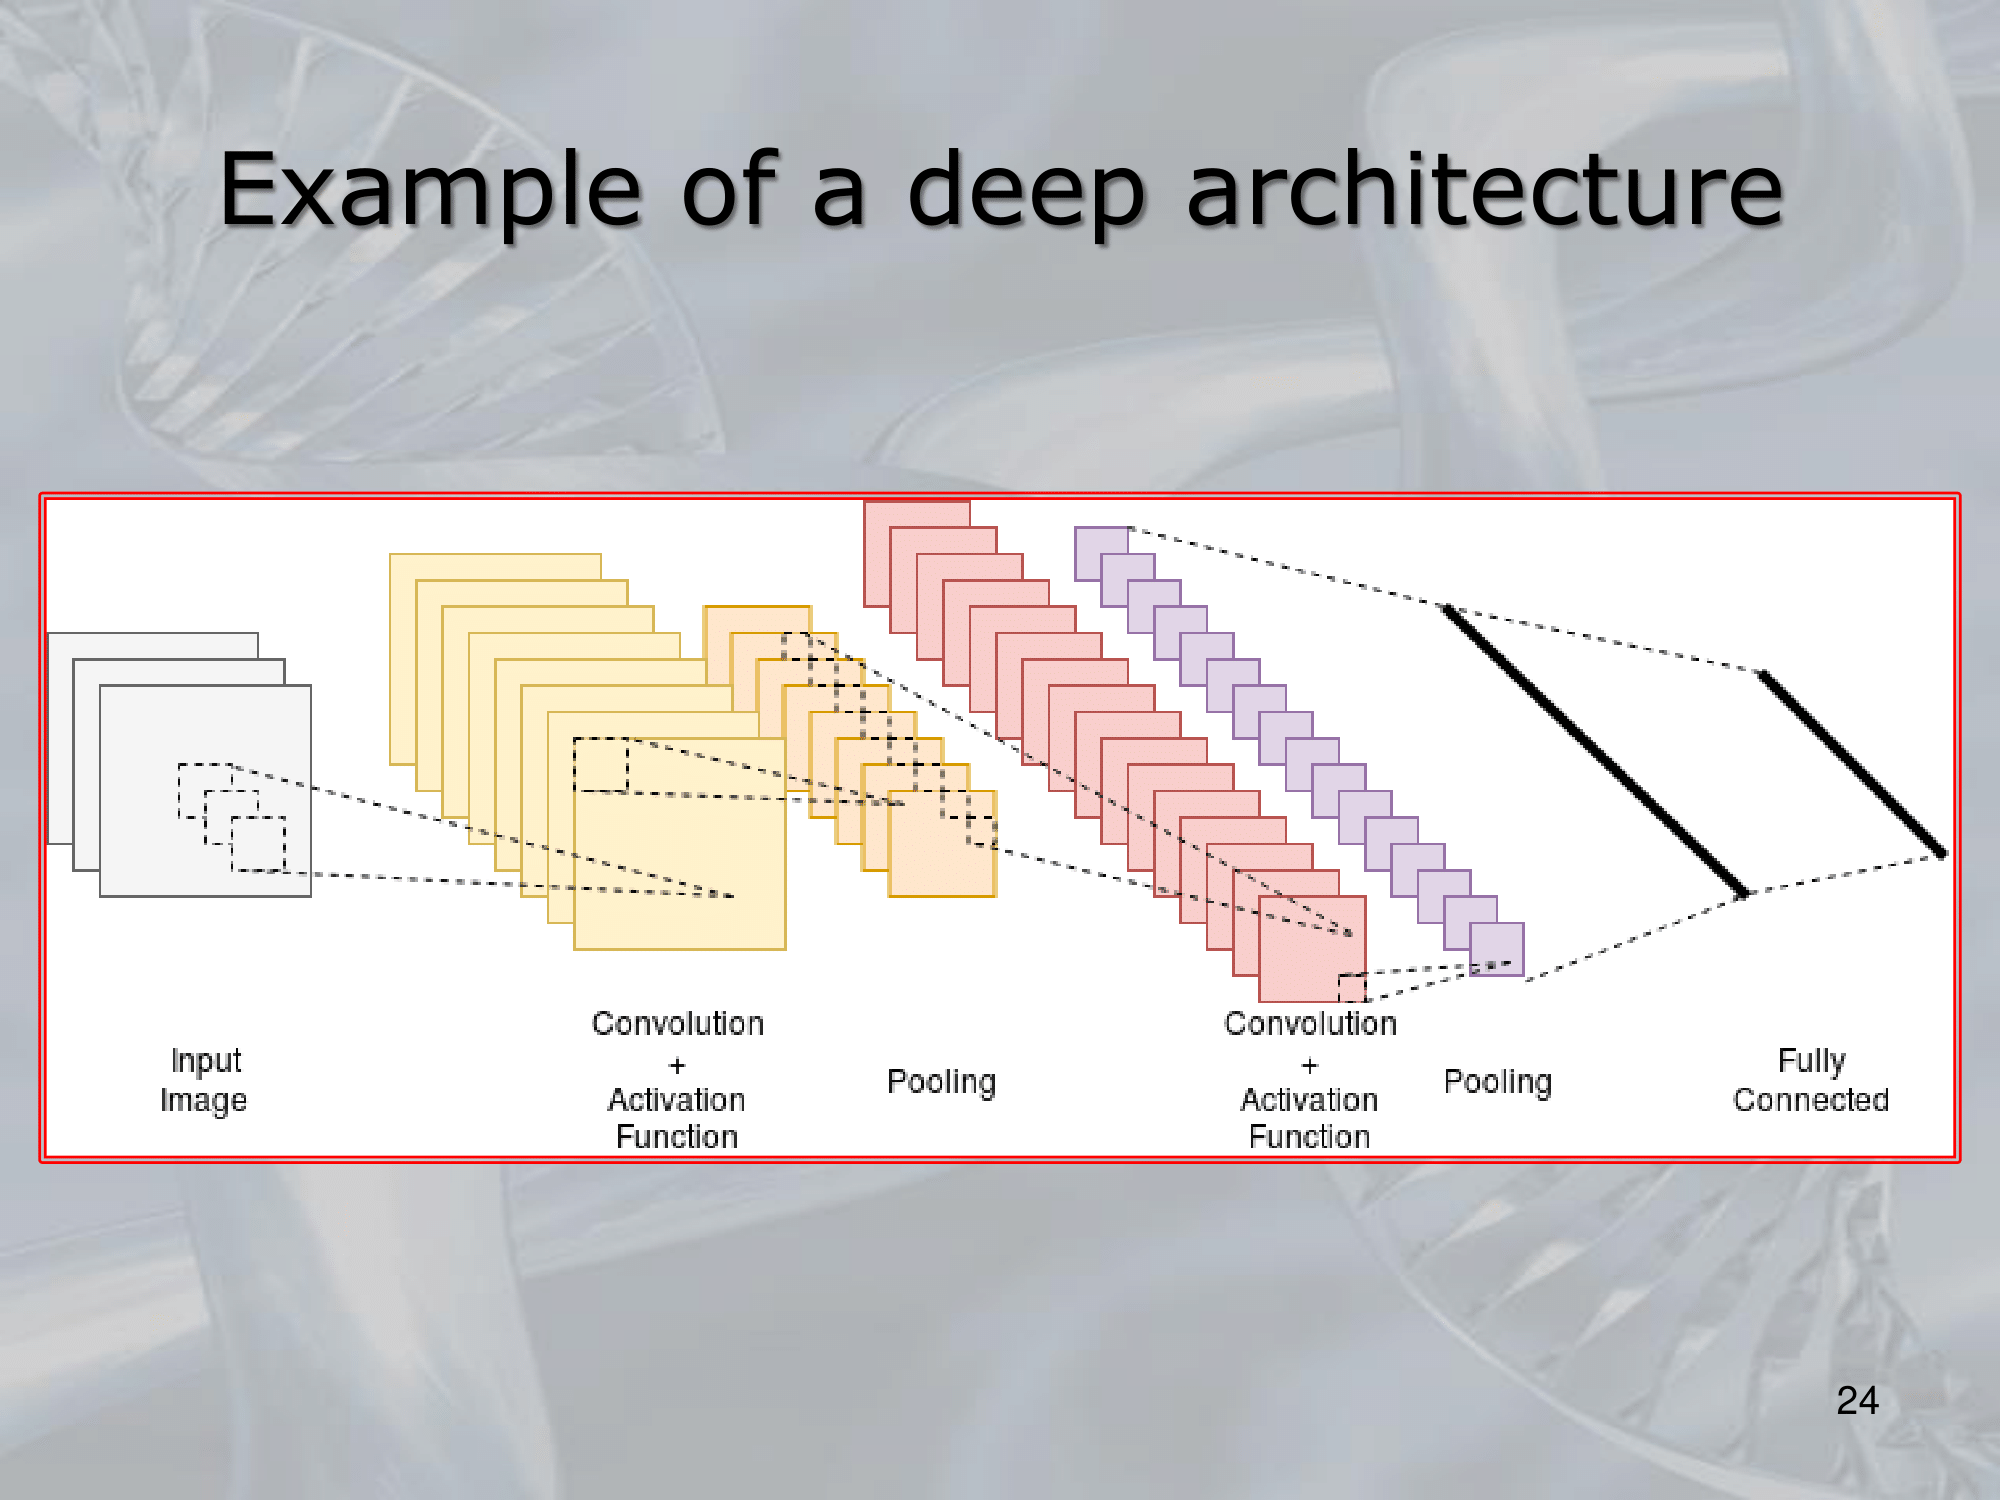 Example of a deep architecture
Input
Image
Convolution
+
Activation
Function
Pooling
Convolution
+
Activation
Function
Pooling
Fully
Connected
24